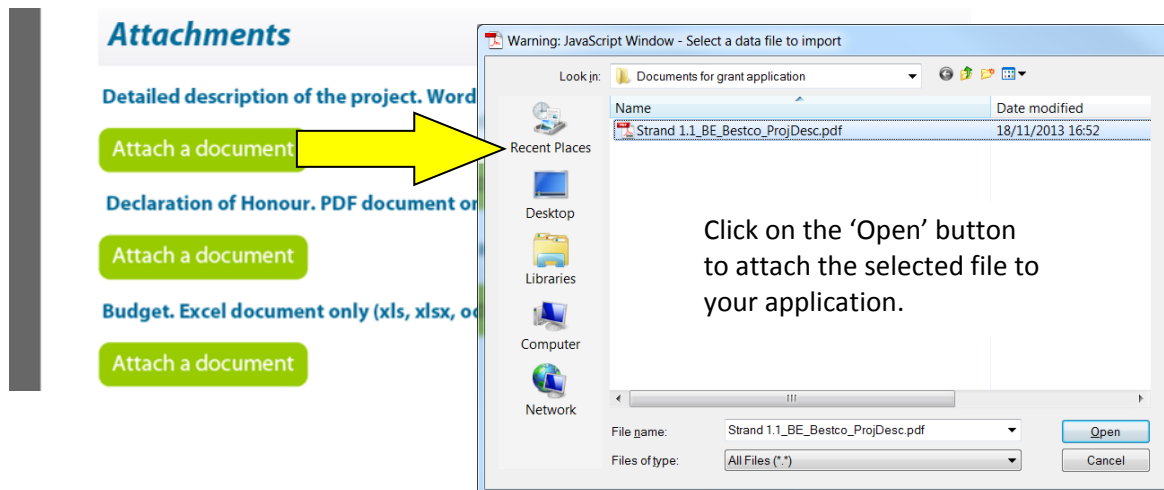 Attachments
Detailed description of the project. Word
Attach a document
Declaration of Honour. PDF document or
Attach a document
Budget. Excel document only (xls, xlsx, o
Attach a document
Warning: JavaScript Window - Select a data file to import
Look in: Documents for grant application
Name Date modified
Strand 1.1_BE_Bestco_ProjDesc.pdf 18/11/2013 16:52
Recent Places
Desktop
Libraries
Computer
Network
Click on the ‘Open’ button
to attach the selected file to
your application.
File name: Strand 1.1_BE_Bestco_ProjDesc.pdf Open
Files of type: All Files (*.*) Cancel